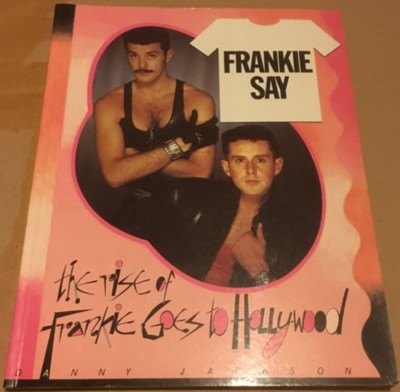 FRANKIE
SAY
the rise of
Frankie Goes to Hollywood
DANNY JACKSON